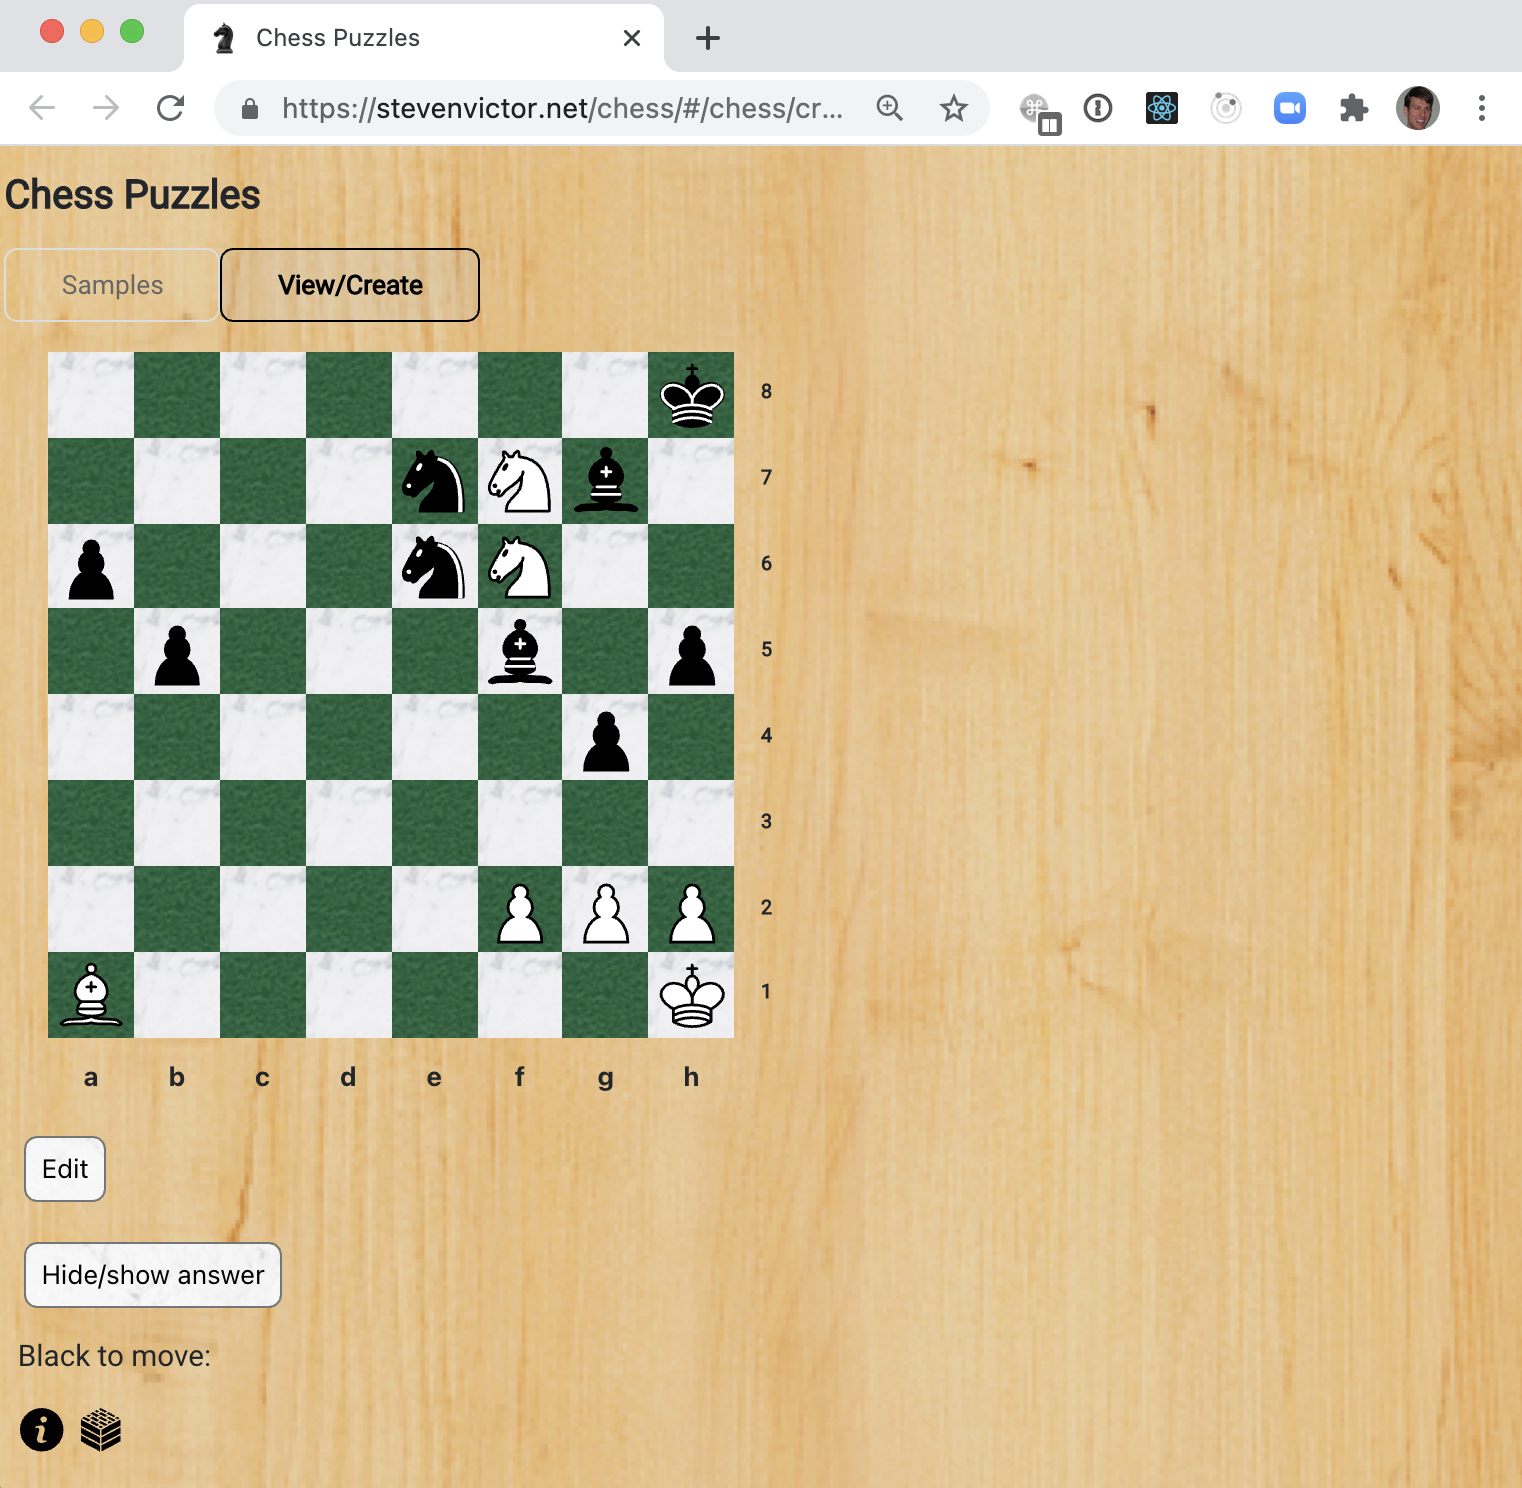 Chess Puzzles
https://stevenvictor.net/chess/#/chess/cr...
Chess Puzzles
Samples
View/Create
8
7
6
5
4
3
2
1
a b c d e f g h
Edit
Hide/show answer
Black to move:
i